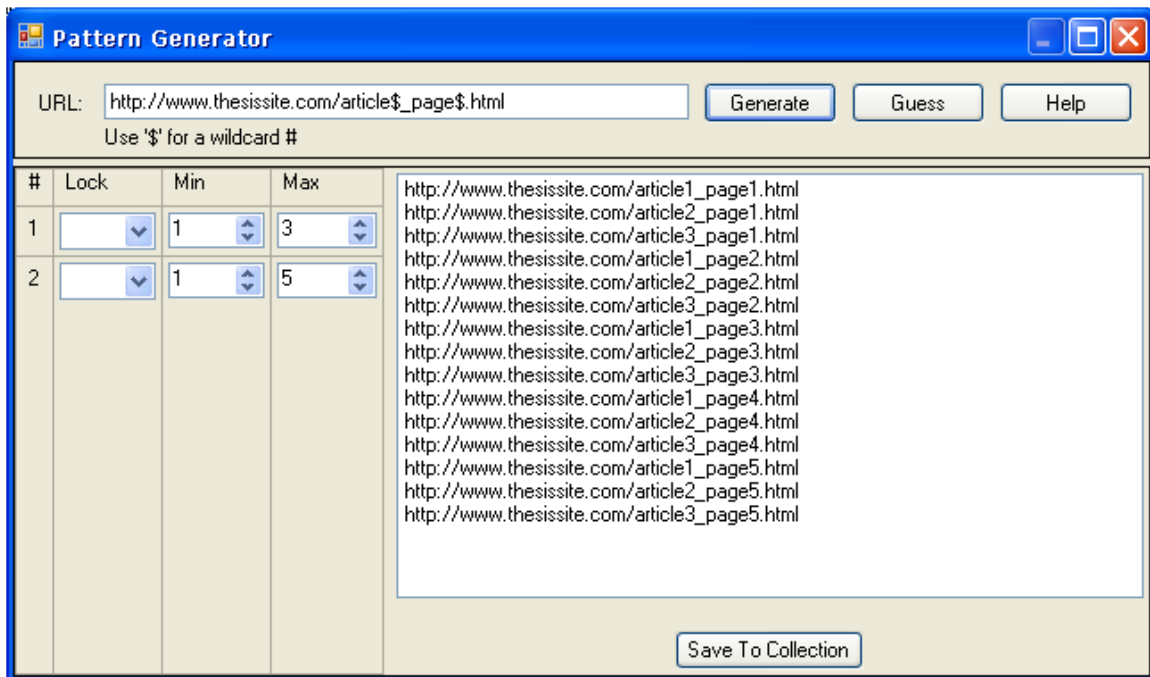 Pattern Generator
URL: http://www.thesissite.com/article$_page$.html Generate Guess Help
Use '$' for a wildcard #
# Lock Min Max
1 1 3
2 1 5
http://www.thesissite.com/article1_page1.html
http://www.thesissite.com/article2_page1.html
http://www.thesissite.com/article3_page1.html
http://www.thesissite.com/article1_page2.html
http://www.thesissite.com/article2_page2.html
http://www.thesissite.com/article3_page2.html
http://www.thesissite.com/article1_page3.html
http://www.thesissite.com/article2_page3.html
http://www.thesissite.com/article3_page3.html
http://www.thesissite.com/article1_page4.html
http://www.thesissite.com/article2_page4.html
http://www.thesissite.com/article3_page4.html
http://www.thesissite.com/article1_page5.html
http://www.thesissite.com/article2_page5.html
http://www.thesissite.com/article3_page5.html
Save To Collection